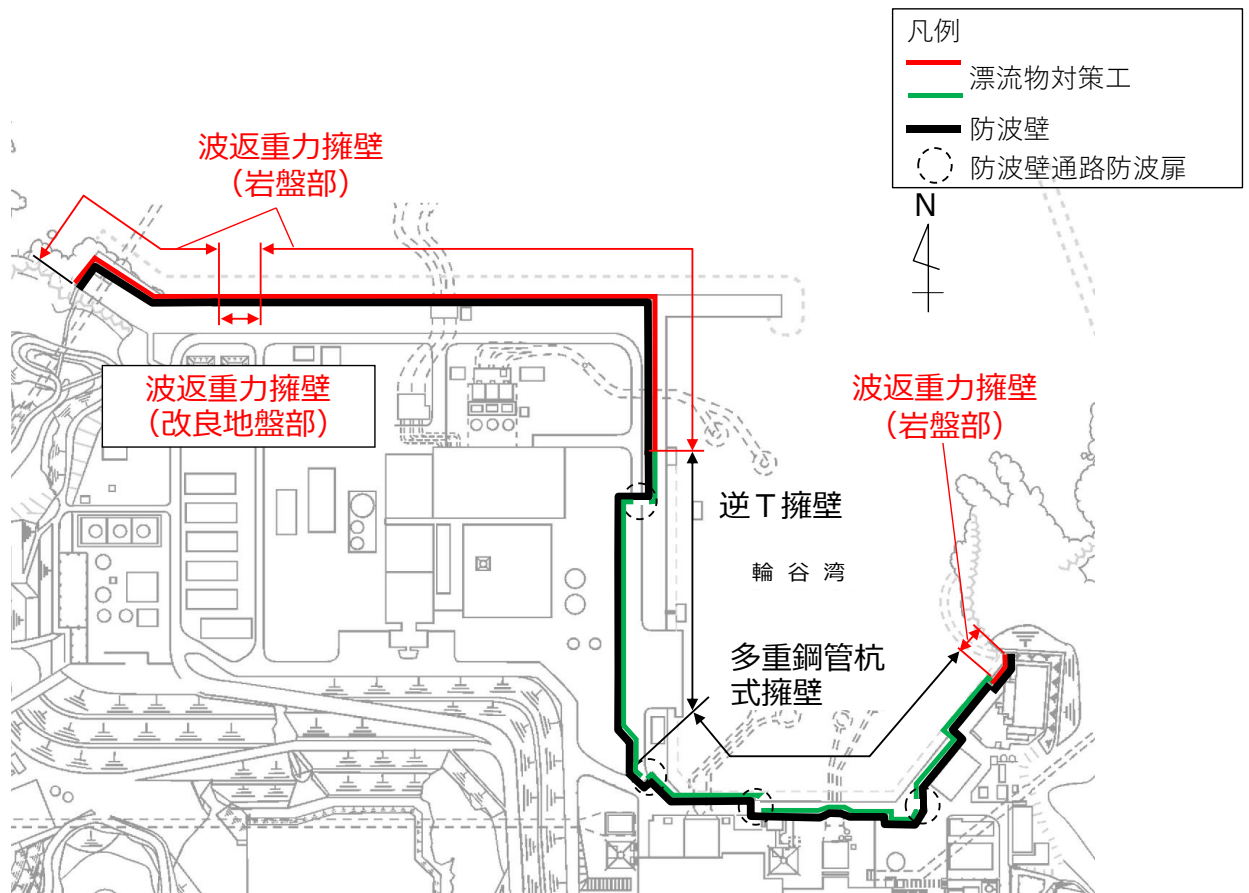 凡例
漂流物対策工
防波壁
防波壁通路防波扉
N
波返重力擁壁
（岩盤部）
波返重力擁壁
（改良地盤部）
波返重力擁壁
（岩盤部）
逆Ｔ擁壁
輪谷湾
多重鋼管杭
式擁壁